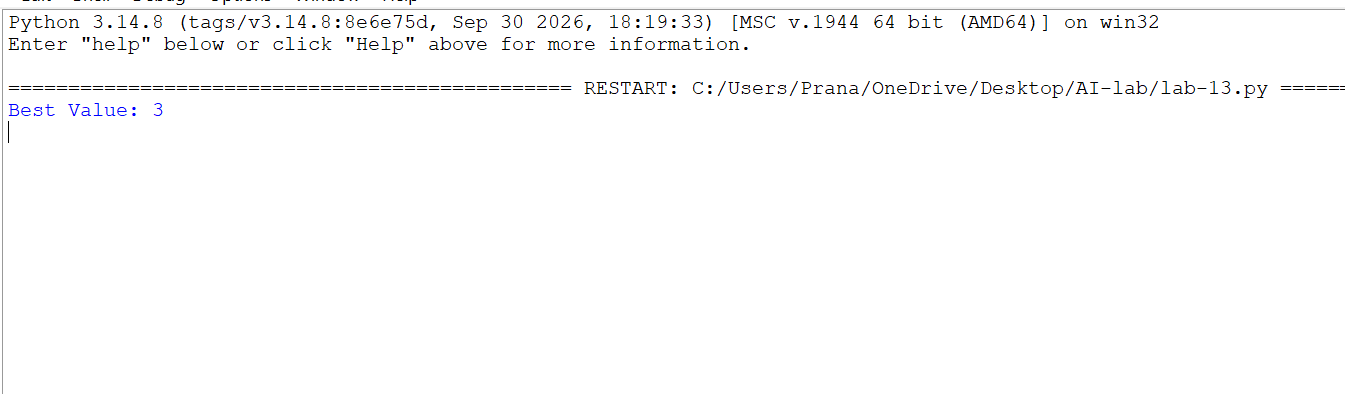 Python 3.14.8 (tags/v3.14.8:8e6e75d, Sep 30 2026, 18:19:33) [MSC v.1944 64 bit (AMD64)] on win32
Enter "help" below or click "Help" above for more information.
=============================================== RESTART: C:/Users/Prana/OneDrive/Desktop/AI-lab/lab-13.py ======
Best Value: 3